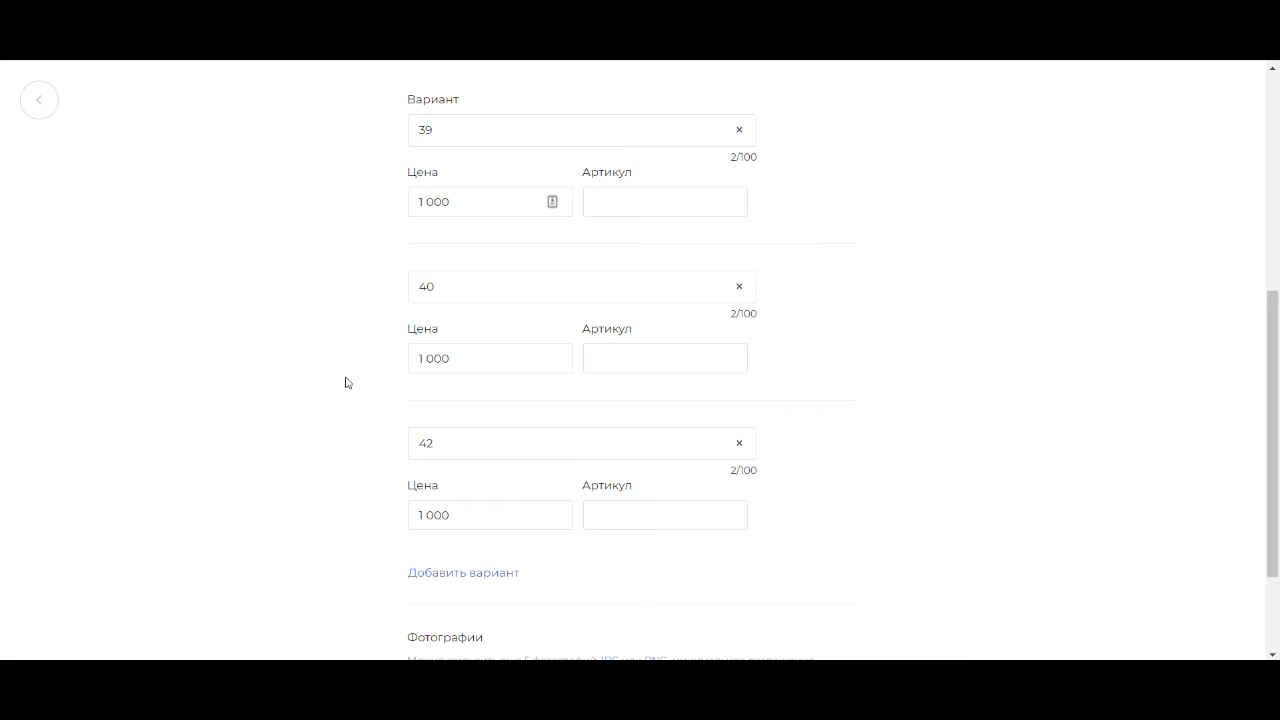 Вариант
39
2/100
Цена Артикул
1 000
40
2/100
Цена Артикул
1 000
42
2/100
Цена Артикул
1 000
Добавить вариант
Фотографии